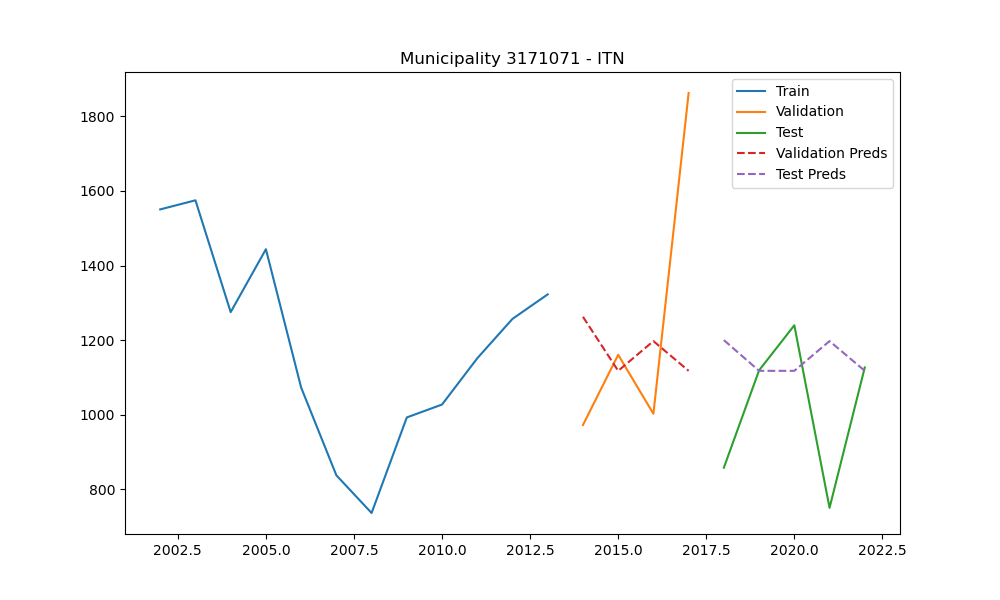 Municipality 3171071 - ITN
Train
Validation
Test
Validation Preds
Test Preds
1800
1600
1400
1200
1000
800
2002.5 2005.0 2007.5 2010.0 2012.5 2015.0 2017.5 2020.0 2022.5